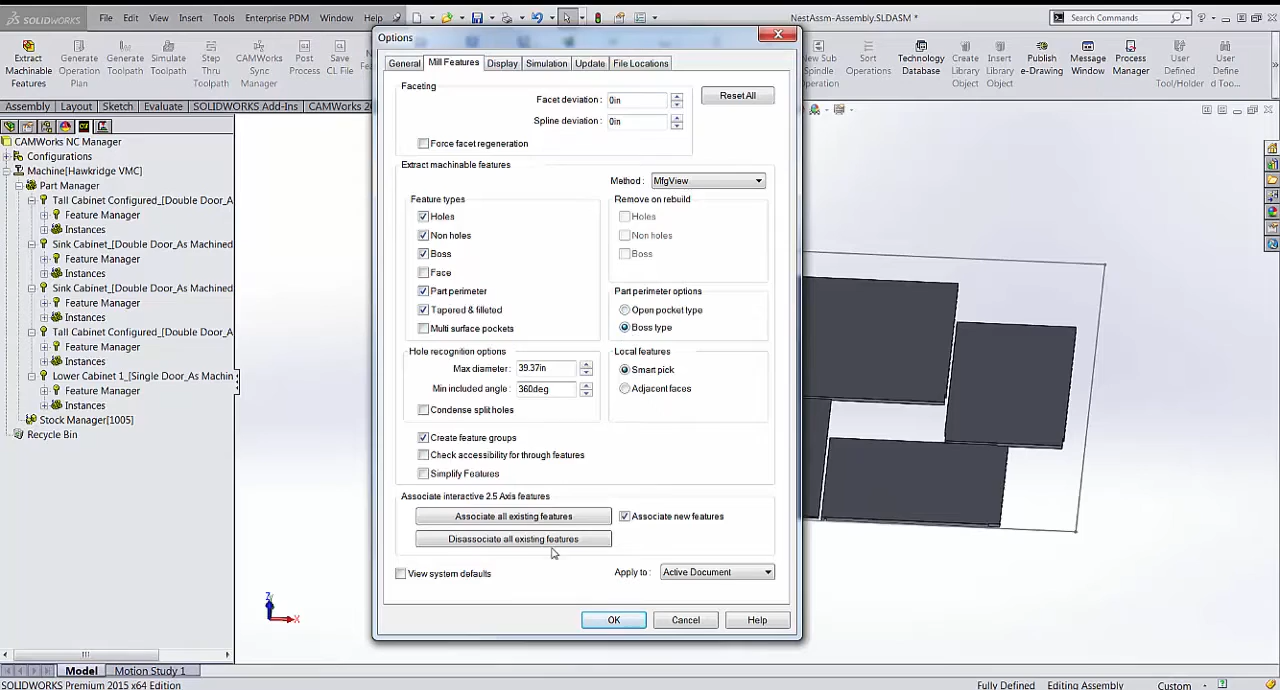 SOLIDWORKS File Edit View Insert Tools Enterprise PDM Window Help NestAssm-Assembly.SLDASM * Search Commands
Extract Machinable Features
Generate Operation Plan
Generate Toolpath
Simulate Toolpath
Step Thru Toolpath
CAMWorks Sync Manager
Post Process
Save CL File
Sort Operations
Technology Database
Create Library Object
Insert Library Object
Publish e-Drawing
Message Window
Process Manager
User Defined Tool/Holder
User Define d T...
Assembly Layout Sketch Evaluate SOLIDWORKS Add-Ins CAMWorks 20
CAMWorks NC Manager
Configurations
Machine[Hawkridge VMC]
Part Manager
Tall Cabinet Configured_[Double Door_A
Feature Manager
Instances
Sink Cabinet_[Double Door_As Machined
Feature Manager
Instances
Sink Cabinet_[Double Door_As Machined
Feature Manager
Instances
Tall Cabinet Configured_[Double Door_A
Feature Manager
Instances
Lower Cabinet 1_[Single Door_As Machin
Feature Manager
Instances
Stock Manager[1005]
Recycle Bin
Options
General Mill Features Display Simulation Update File Locations
Faceting
Facet deviation : 0in
Spline deviation : 0in
Force facet regeneration
Reset All
Extract machinable features
Method : MfgView
Feature types
Holes
Non holes
Boss
Face
Part perimeter
Tapered & filleted
Multi surface pockets
Remove on rebuild
Holes
Non holes
Boss
Part perimeter options
Open pocket type
Boss type
Hole recognition options
Max diameter : 39.37in
Min included angle : 360deg
Condense split holes
Local features
Smart pick
Adjacent faces
Create feature groups
Check accessibility for through features
Simplify Features
Associate interactive 2.5 Axis features
Associate all existing features
Associate new features
Disassociate all existing features
View system defaults
Apply to : Active Document
OK Cancel Help
Z
X
Model Motion Study 1
SOLIDWORKS Premium 2015 x64 Edition Fully Defined Editing Assembly Custom